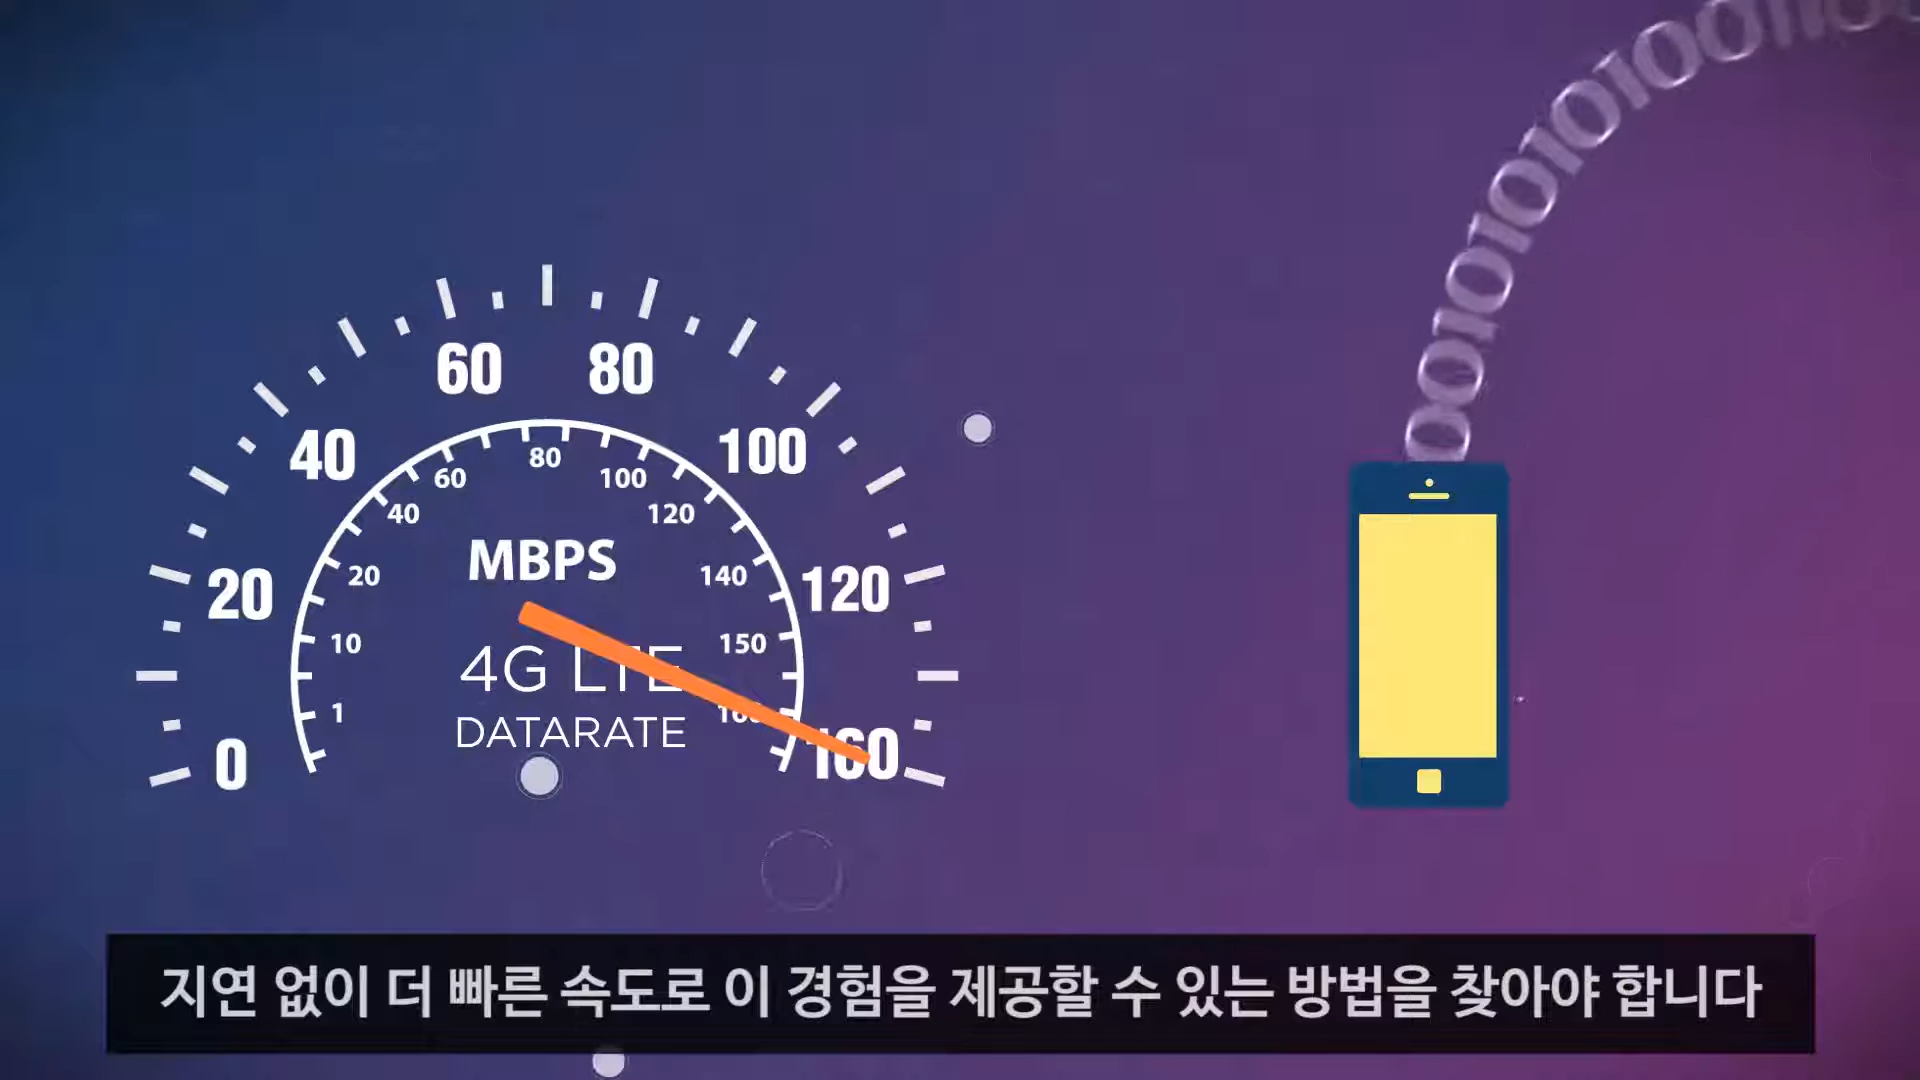 60 80
40 100
20 120
0 160
80
60 100
40 120
20 140
10 150
1
MBPS
4G LTE
DATARATE
지연 없이 더 빠른 속도로 이 경험을 제공할 수 있는 방법을 찾아야 합니다